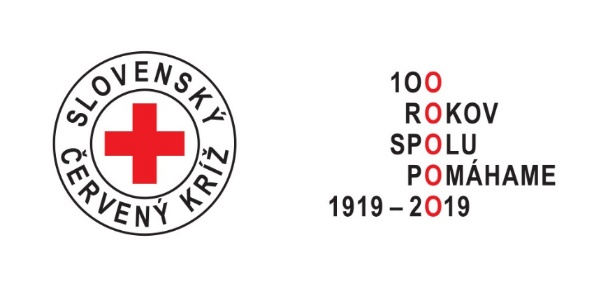 SLOVENSKÝ
ČERVENÝ KRÍŽ
100
ROKOV
SPOLU
POMÁHAME
1919 – 2019